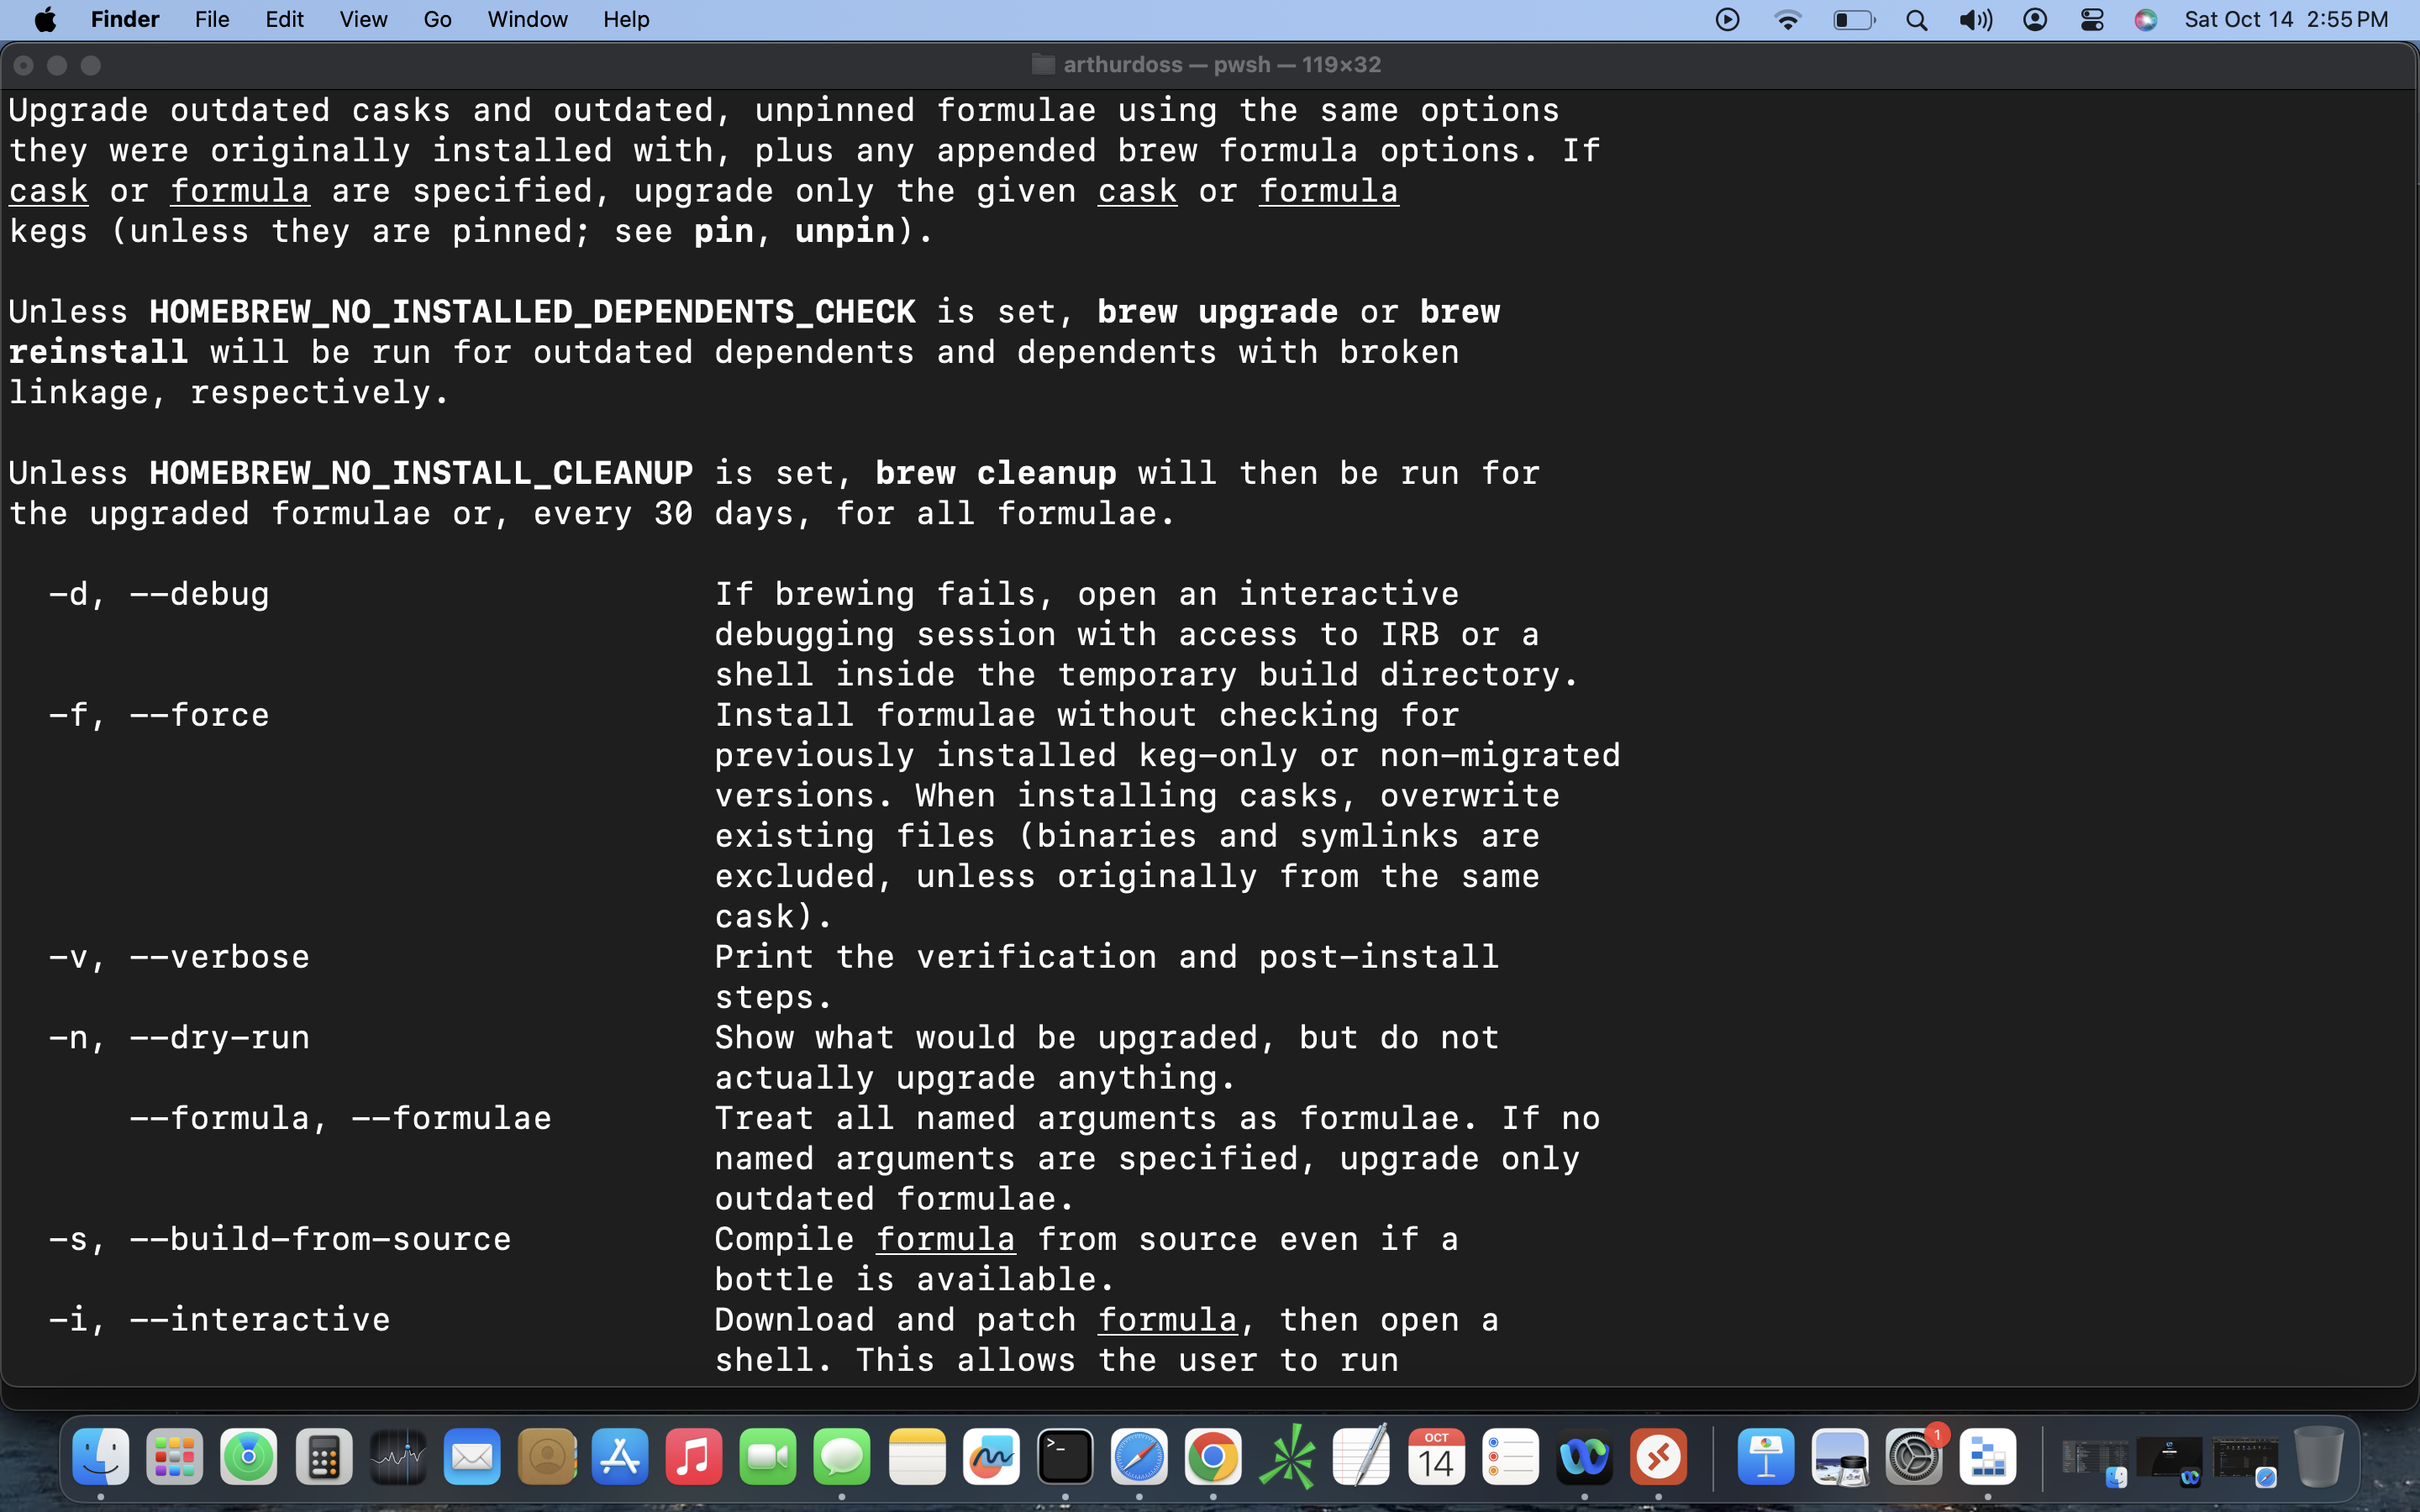 Finder File Edit View Go Window Help Sat Oct 14 2:55 PM
arthurdoss — pwsh — 119×32
Upgrade outdated casks and outdated, unpinned formulae using the same options
they were originally installed with, plus any appended brew formula options. If
cask or formula are specified, upgrade only the given cask or formula
kegs (unless they are pinned; see pin, unpin).
Unless HOMEBREW_NO_INSTALLED_DEPENDENTS_CHECK is set, brew upgrade or brew
reinstall will be run for outdated dependents and dependents with broken
linkage, respectively.
Unless HOMEBREW_NO_INSTALL_CLEANUP is set, brew cleanup will then be run for
the upgraded formulae or, every 30 days, for all formulae.
-d, --debug If brewing fails, open an interactive
debugging session with access to IRB or a
shell inside the temporary build directory.
-f, --force Install formulae without checking for
previously installed keg-only or non-migrated
versions. When installing casks, overwrite
existing files (binaries and symlinks are
excluded, unless originally from the same
cask).
-v, --verbose Print the verification and post-install
steps.
-n, --dry-run Show what would be upgraded, but do not
actually upgrade anything.
--formula, --formulae Treat all named arguments as formulae. If no
named arguments are specified, upgrade only
outdated formulae.
-s, --build-from-source Compile formula from source even if a
bottle is available.
-i, --interactive Download and patch formula, then open a
shell. This allows the user to run
OCT
14
1